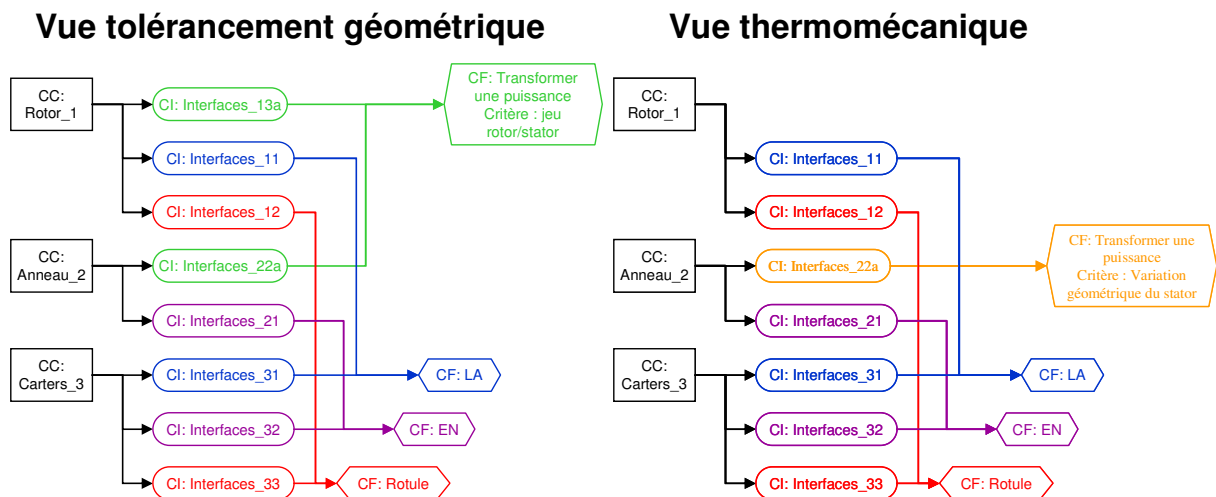 Vue tolérancement géométrique
CC:
Rotor_1
CI: Interfaces_13a
CF: Transformer
une puissance
Critère : jeu
rotor/stator
CI: Interfaces_11
CI: Interfaces_12
CC:
Anneau_2
CI: Interfaces_22a
CI: Interfaces_21
CC:
Carters_3
CI: Interfaces_31
CF: LA
CI: Interfaces_32
CF: EN
CI: Interfaces_33
CF: Rotule
Vue thermomécanique
CC:
Rotor_1
CI: Interfaces_11
CI: Interfaces_12
CC:
Anneau_2
CI: Interfaces_22a
CF: Transformer une
puissance
Critère : Variation
géométrique du stator
CI: Interfaces_21
CC:
Carters_3
CI: Interfaces_31
CF: LA
CI: Interfaces_32
CF: EN
CI: Interfaces_33
CF: Rotule